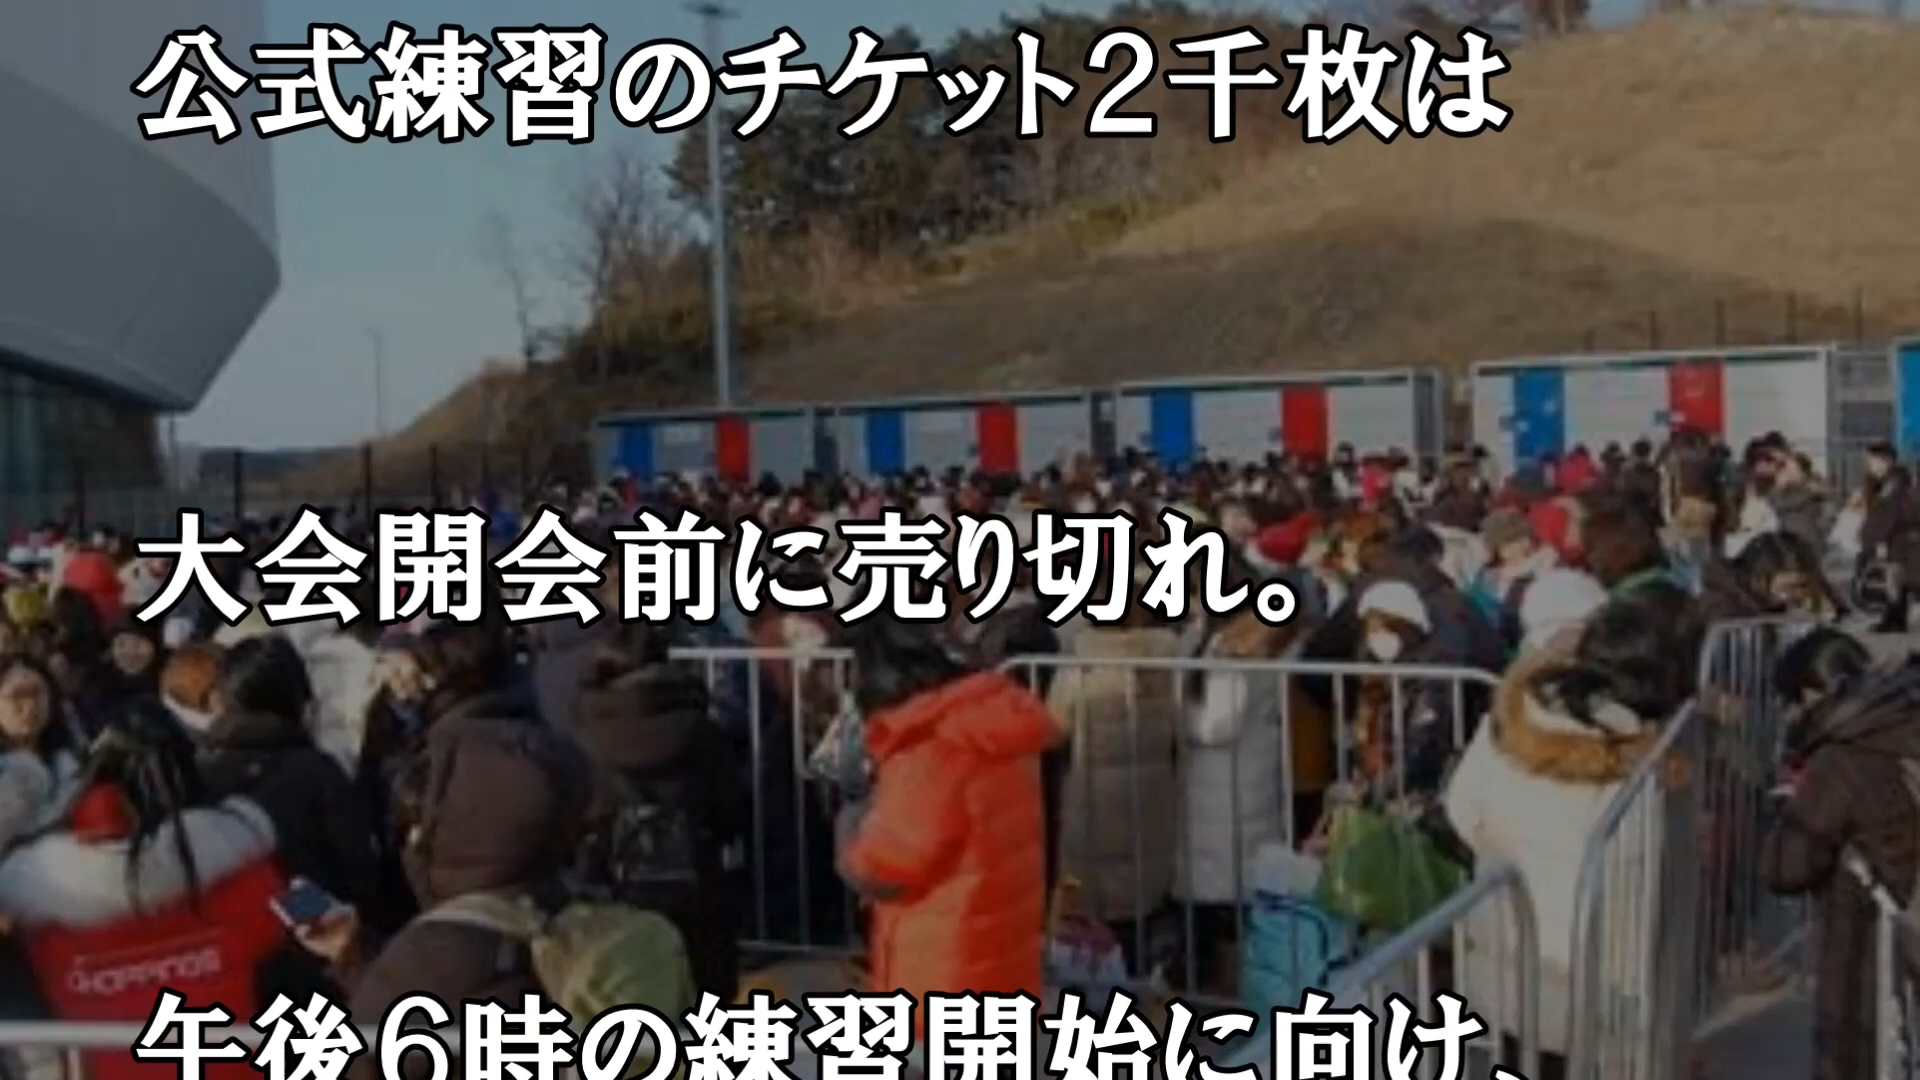 公式練習のチケット２千枚は
大会開会前に売り切れ。
午後６時の練習開始に向け、